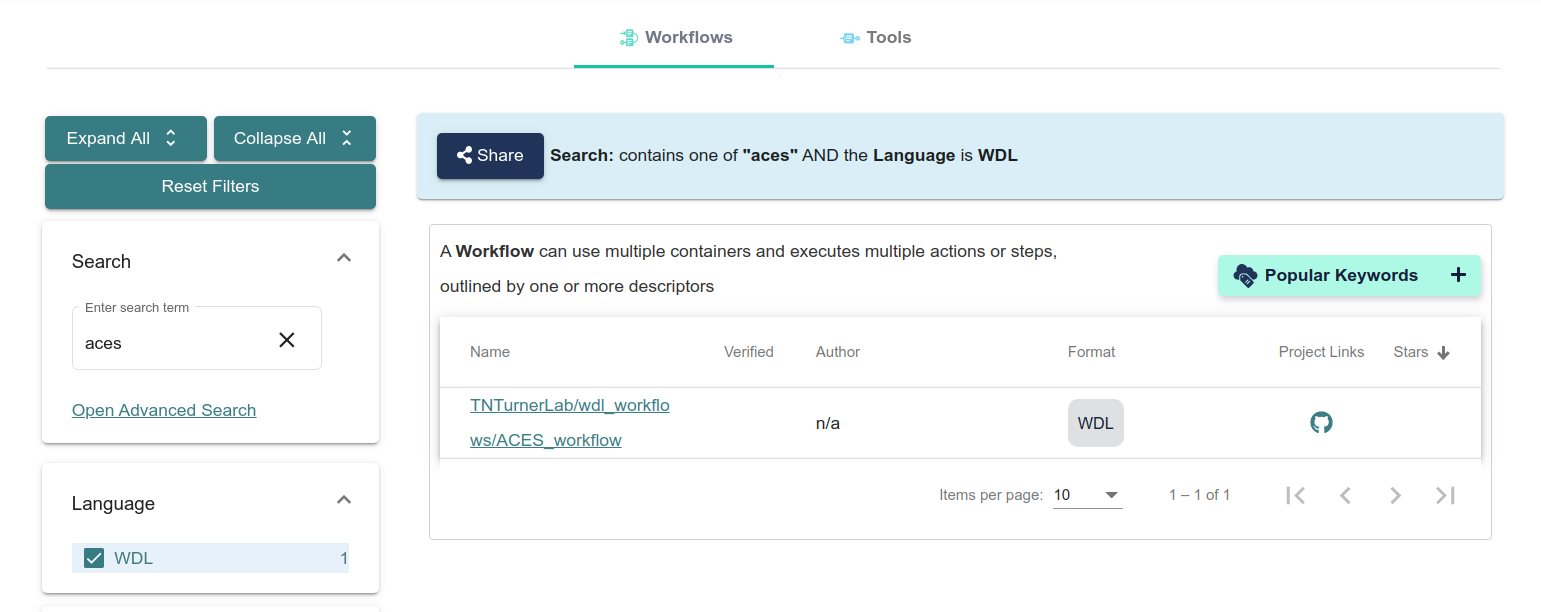 Workflows
Tools
Expand All
Collapse All
Reset Filters
Share
Search: contains one of "aces" AND the Language is WDL
Search
Enter search term
aces
Open Advanced Search
Language
WDL 1
A Workflow can use multiple containers and executes multiple actions or steps,
outlined by one or more descriptors
Popular Keywords
Name Verified Author Format Project Links Stars
TNTurnerLab/wdl_workflo
ws/ACES_workflow
n/a
WDL
Items per page: 10 1 – 1 of 1